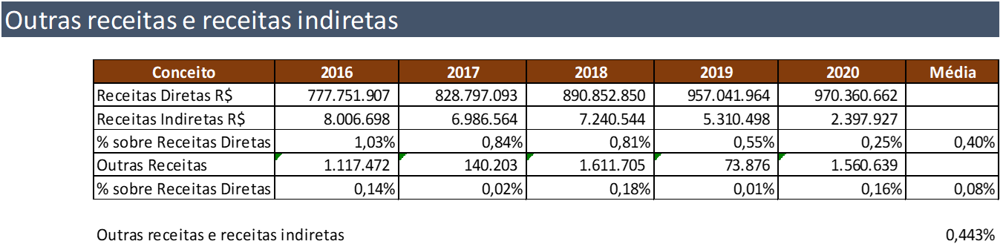 Outras receitas e receitas indiretas
Conceito 2016 2017 2018 2019 2020 Média
Receitas Diretas R$ 777.751.907 828.797.093 890.852.850 957.041.964 970.360.662
Receitas Indiretas R$ 8.006.698 6.986.564 7.240.544 5.310.498 2.397.927
% sobre Receitas Diretas 1,03% 0,84% 0,81% 0,55% 0,25% 0,40%
Outras Receitas 1.117.472 140.203 1.611.705 73.876 1.560.639
% sobre Receitas Diretas 0,14% 0,02% 0,18% 0,01% 0,16% 0,08%
Outras receitas e receitas indiretas 0,443%